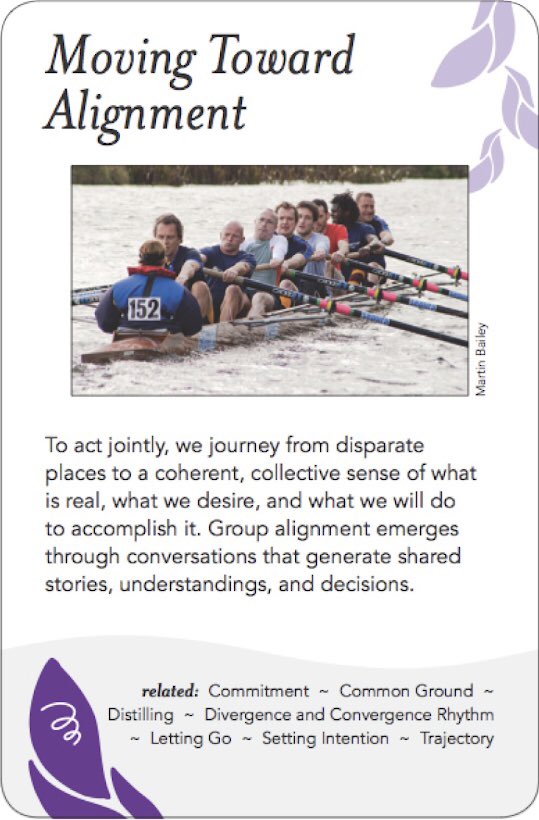 Moving Toward
Alignment
152
Martin Bailey
To act jointly, we journey from disparate
places to a coherent, collective sense of what
is real, what we desire, and what we will do
to accomplish it. Group alignment emerges
through conversations that generate shared
stories, understandings, and decisions.
related: Commitment ~ Common Ground ~
Distilling ~ Divergence and Convergence Rhythm
~ Letting Go ~ Setting Intention ~ Trajectory